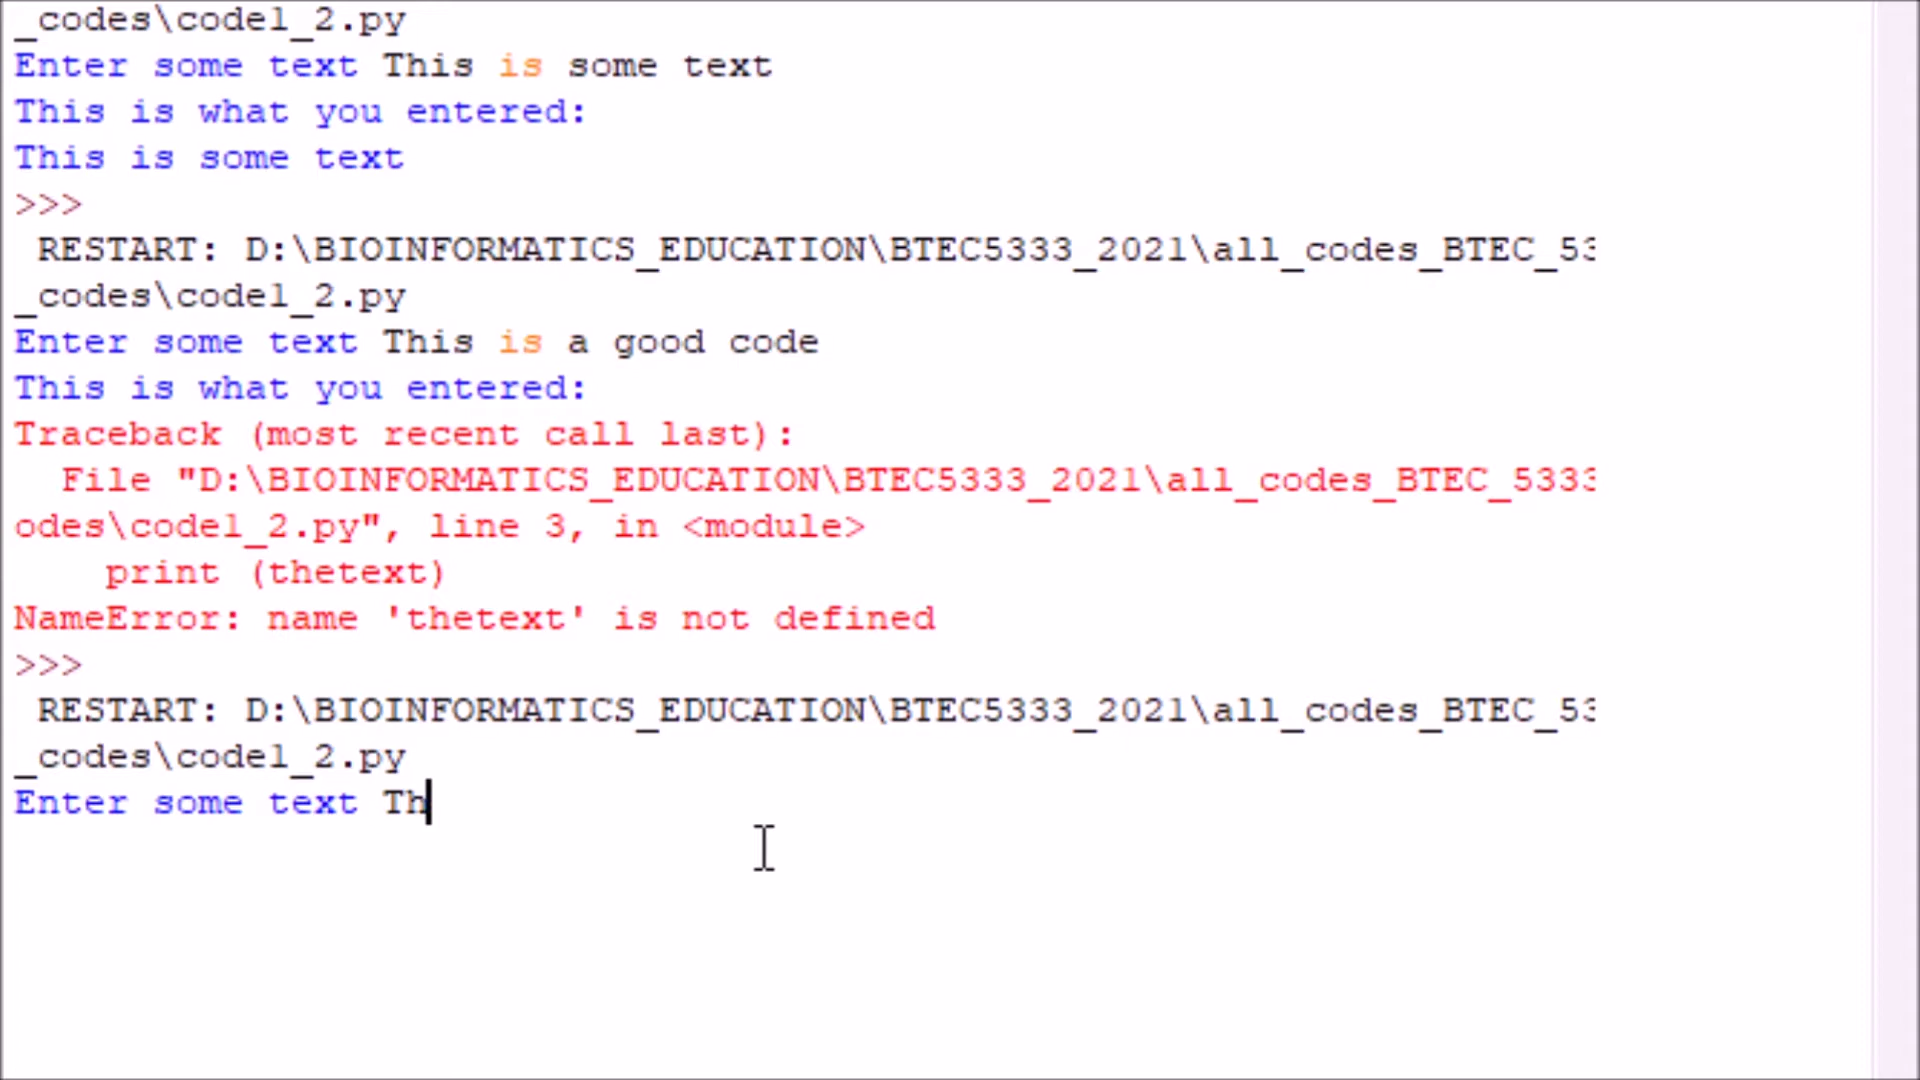 _codes\code1_2.py
Enter some text This is some text
This is what you entered:
This is some text
>>>
 RESTART: D:\BIOINFORMATICS_EDUCATION\BTEC5333_2021\all_codes_BTEC_53
_codes\code1_2.py
Enter some text This is a good code
This is what you entered:
Traceback (most recent call last):
  File "D:\BIOINFORMATICS_EDUCATION\BTEC5333_2021\all_codes_BTEC_5333
odes\code1_2.py", line 3, in <module>
    print (thetext)
NameError: name 'thetext' is not defined
>>>
 RESTART: D:\BIOINFORMATICS_EDUCATION\BTEC5333_2021\all_codes_BTEC_53
_codes\code1_2.py
Enter some text Th